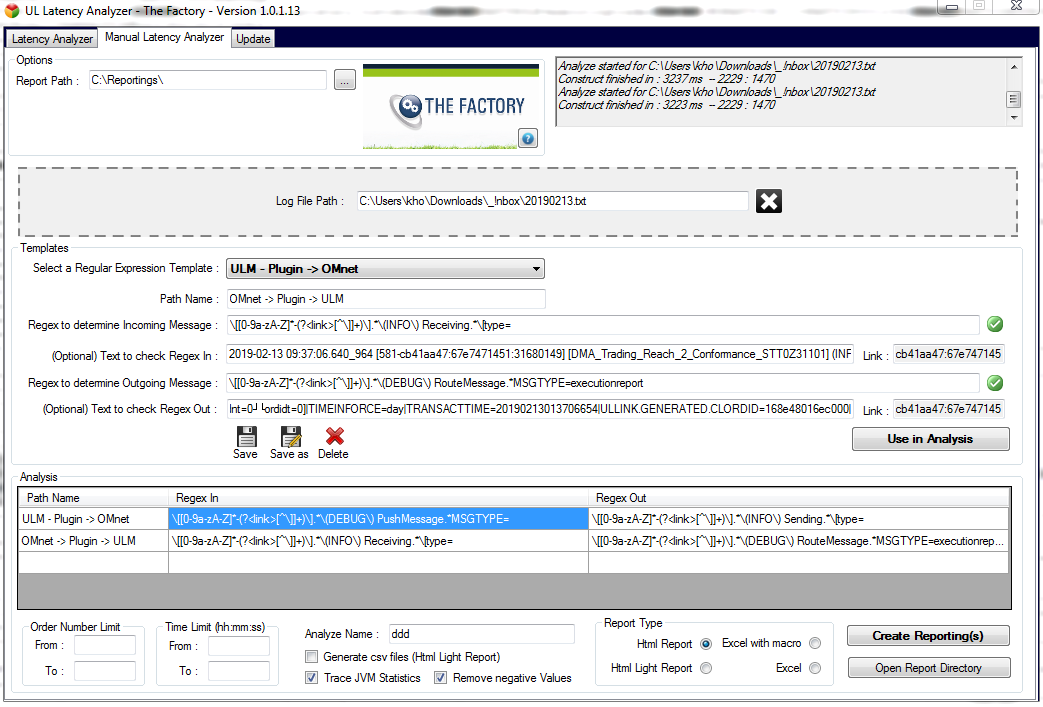 UL Latency Analyzer - The Factory - Version 1.0.1.13
Latency Analyzer Manual Latency Analyzer Update
Options
Report Path : C:\Reportings\ ...
THE FACTORY
?
Analyze started for C:\Users\kho\Downloads\_!nbox\20190213.txt
Construct finished in : 3237 ms -- 2229 : 1470
Analyze started for C:\Users\kho\Downloads\_!nbox\20190213.txt
Construct finished in : 3223 ms -- 2229 : 1470
Log File Path : C:\Users\kho\Downloads\_!nbox\20190213.txt
Templates
Select a Regular Expression Template : ULM - Plugin -> OMnet
Path Name : OMnet -> Plugin -> ULM
Regex to determine Incoming Message : \[[0-9a-zA-Z]*-(?<link>[^\]]+)\].*\(INFO\) Receiving.*\[type=
(Optional) Text to check Regex In : 2019-02-13 09:37:06.640_964 [581-cb41aa47:67e7471451:31680149] [DMA_Trading_Reach_2_Conformance_STT0Z31101] (INF Link : cb41aa47:67e747145
Regex to determine Outgoing Message : \[[0-9a-zA-Z]*-(?<link>[^\]]+)\].*\(DEBUG\) RouteMessage.*MSGTYPE=executionreport
(Optional) Text to check Regex Out : Int=0┘└ordidt=0]|TIMEINFORCE=day|TRANSACTTIME=20190213013706654|ULLINK.GENERATED.CLORDID=168e48016ec000| Link : cb41aa47:67e747145
Save Save as Delete
Use in Analysis
Analysis
Path Name Regex In Regex Out
ULM - Plugin -> OMnet \[[0-9a-zA-Z]*-(?<link>[^\]]+)\].*\(DEBUG\) PushMessage.*MSGTYPE= \[[0-9a-zA-Z]*-(?<link>[^\]]+)\].*\(INFO\) Sending.*\[type=
OMnet -> Plugin -> ULM \[[0-9a-zA-Z]*-(?<link>[^\]]+)\].*\(INFO\) Receiving.*\[type= \[[0-9a-zA-Z]*-(?<link>[^\]]+)\].*\(DEBUG\) RouteMessage.*MSGTYPE=executionrep...
Order Number Limit
From :
To :
Time Limit (hh:mm:ss)
From :
To :
Analyze Name : ddd
Generate csv files (Html Light Report)
Trace JVM Statistics Remove negative Values
Report Type
Html Report Excel with macro
Html Light Report Excel
Create Reporting(s)
Open Report Directory